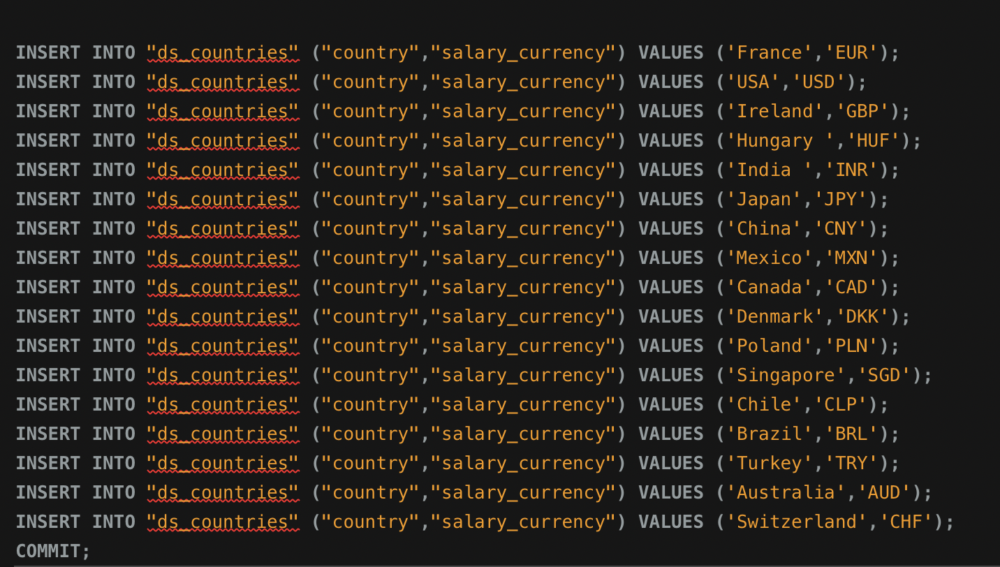 INSERT INTO "ds_countries" ("country","salary_currency") VALUES ('France','EUR');
INSERT INTO "ds_countries" ("country","salary_currency") VALUES ('USA','USD');
INSERT INTO "ds_countries" ("country","salary_currency") VALUES ('Ireland','GBP');
INSERT INTO "ds_countries" ("country","salary_currency") VALUES ('Hungary ','HUF');
INSERT INTO "ds_countries" ("country","salary_currency") VALUES ('India ','INR');
INSERT INTO "ds_countries" ("country","salary_currency") VALUES ('Japan','JPY');
INSERT INTO "ds_countries" ("country","salary_currency") VALUES ('China','CNY');
INSERT INTO "ds_countries" ("country","salary_currency") VALUES ('Mexico','MXN');
INSERT INTO "ds_countries" ("country","salary_currency") VALUES ('Canada','CAD');
INSERT INTO "ds_countries" ("country","salary_currency") VALUES ('Denmark','DKK');
INSERT INTO "ds_countries" ("country","salary_currency") VALUES ('Poland','PLN');
INSERT INTO "ds_countries" ("country","salary_currency") VALUES ('Singapore','SGD');
INSERT INTO "ds_countries" ("country","salary_currency") VALUES ('Chile','CLP');
INSERT INTO "ds_countries" ("country","salary_currency") VALUES ('Brazil','BRL');
INSERT INTO "ds_countries" ("country","salary_currency") VALUES ('Turkey','TRY');
INSERT INTO "ds_countries" ("country","salary_currency") VALUES ('Australia','AUD');
INSERT INTO "ds_countries" ("country","salary_currency") VALUES ('Switzerland','CHF');
COMMIT;